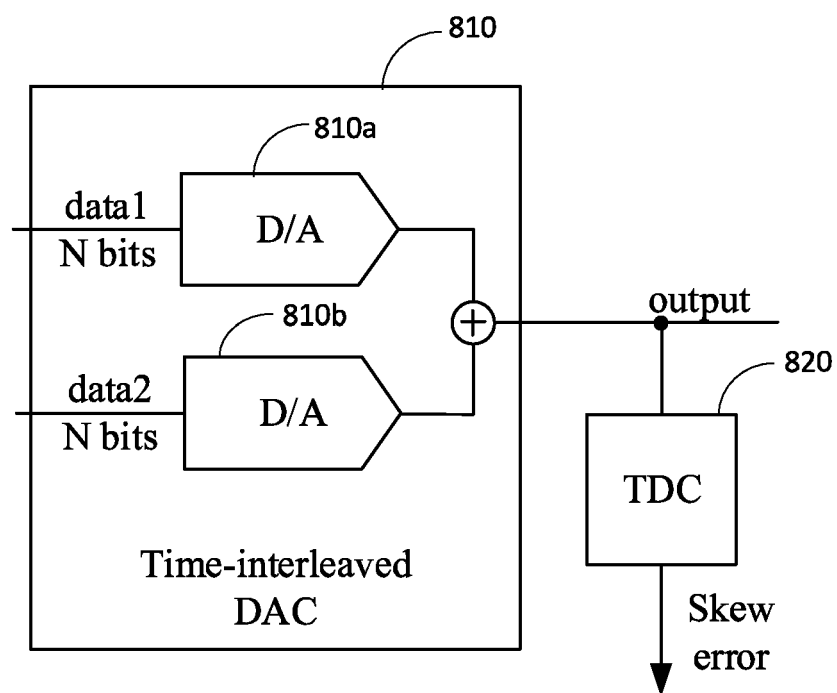 810
810a
data1
N bits
D/A
output
810b
820
data2
N bits
D/A
TDC
Time-interleaved
DAC
Skew
error